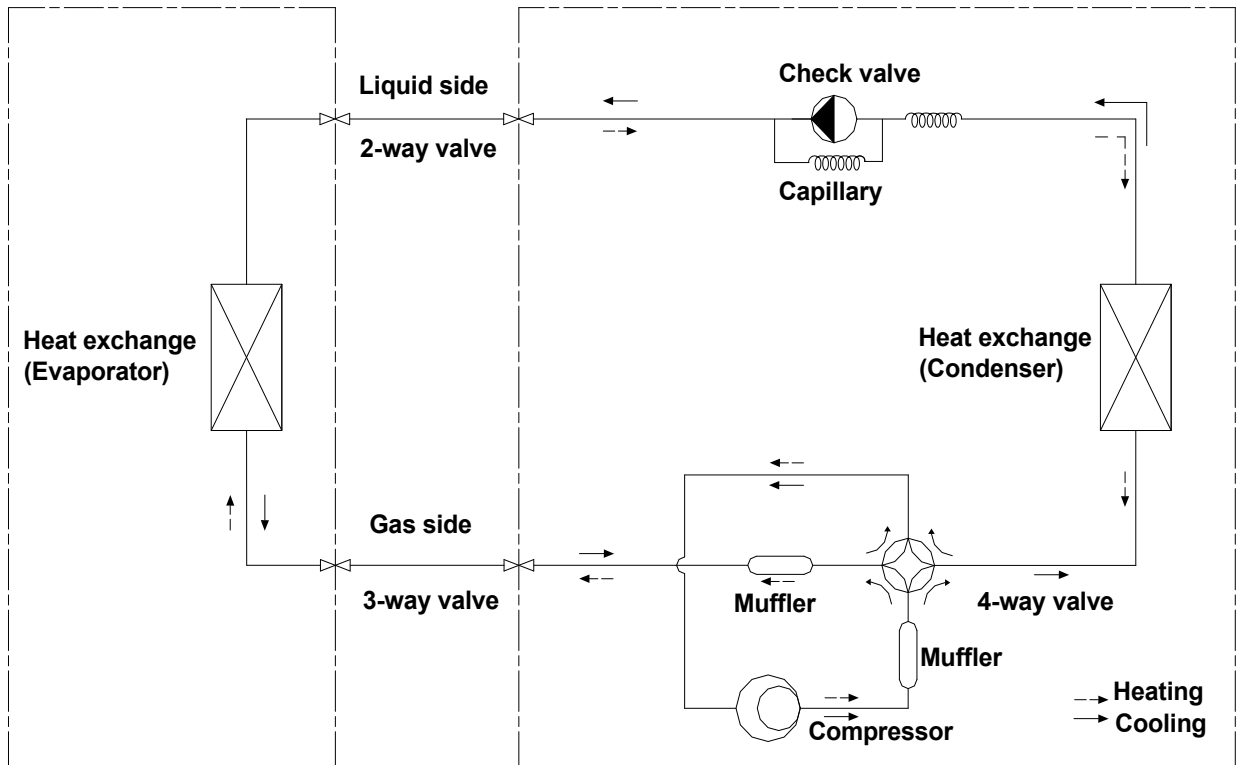 Check valve
Liquid side
2-way valve
Capillary
Heat exchange
(Evaporator)
Heat exchange
(Condenser)
Gas side
3-way valve
Muffler
4-way valve
Muffler
Compressor
Heating
Cooling